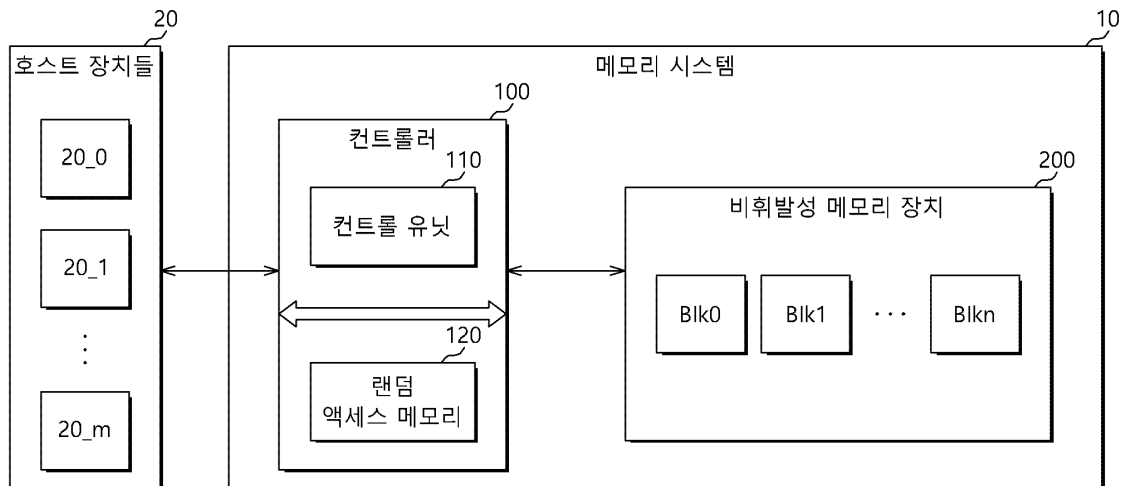 20
호스트 장치들
20_0
20_1
20_m
10
메모리 시스템
100
컨트롤러
110
컨트롤 유닛
120
랜덤
액세스 메모리
200
비휘발성 메모리 장치
Blk0
Blk1
Blkn